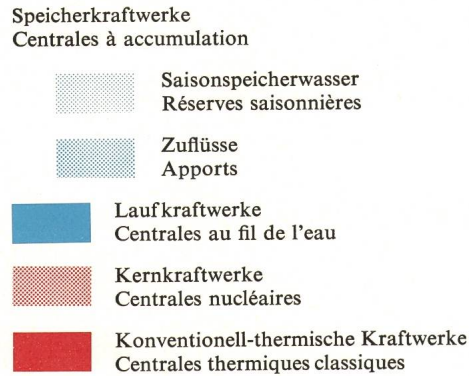 Speicherkraftwerke
Centrales à accumulation
Saisonspeicherwasser
Réserves saisonnières
Zuflüsse
Apports
Laufkraftwerke
Centrales au fil de l'eau
Kernkraftwerke
Centrales nucléaires
Konventionell-thermische Kraftwerke
Centrales thermiques classiques